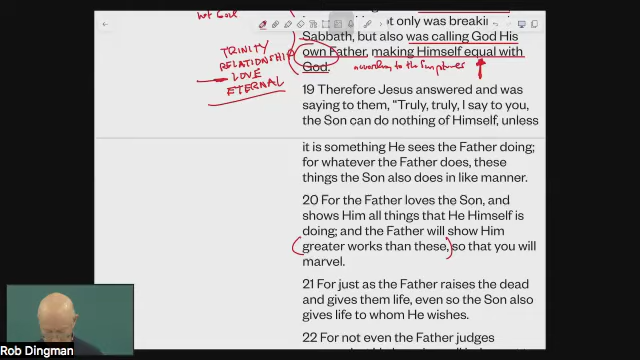 not God
ot only was breakin
Sabbath, but also was calling God His
own Father, making Himself equal with
God.
according to the Scriptures
TRINITY
RELATIONSHIP
LOVE
ETERNAL
19 Therefore Jesus answered and was
saying to them, “Truly, truly, I say to you,
the Son can do nothing of Himself, unless
it is something He sees the Father doing;
for whatever the Father does, these
things the Son also does in like manner.
20 For the Father loves the Son, and
shows Him all things that He Himself is
doing; and the Father will show Him
(greater works than these,) so that you will
marvel.
21 For just as the Father raises the dead
and gives them life, even so the Son also
gives life to whom He wishes.
22 For not even the Father judges
Rob Dingman